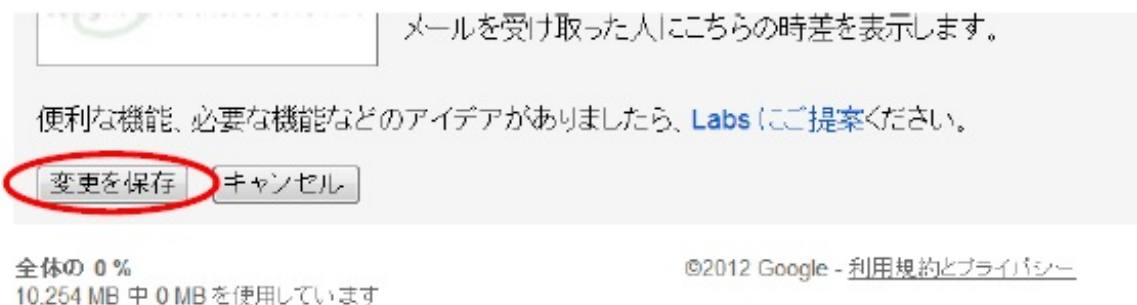 メールを受け取った人にこちらの時差を表示します。
便利な機能、必要な機能などのアイデアがありましたら、Labs にご提案ください。
変更を保存 キャンセル
全体の 0 % ©2012 Google - 利用規約とプライバシー
10,254 MB 中 0 MB を使用しています